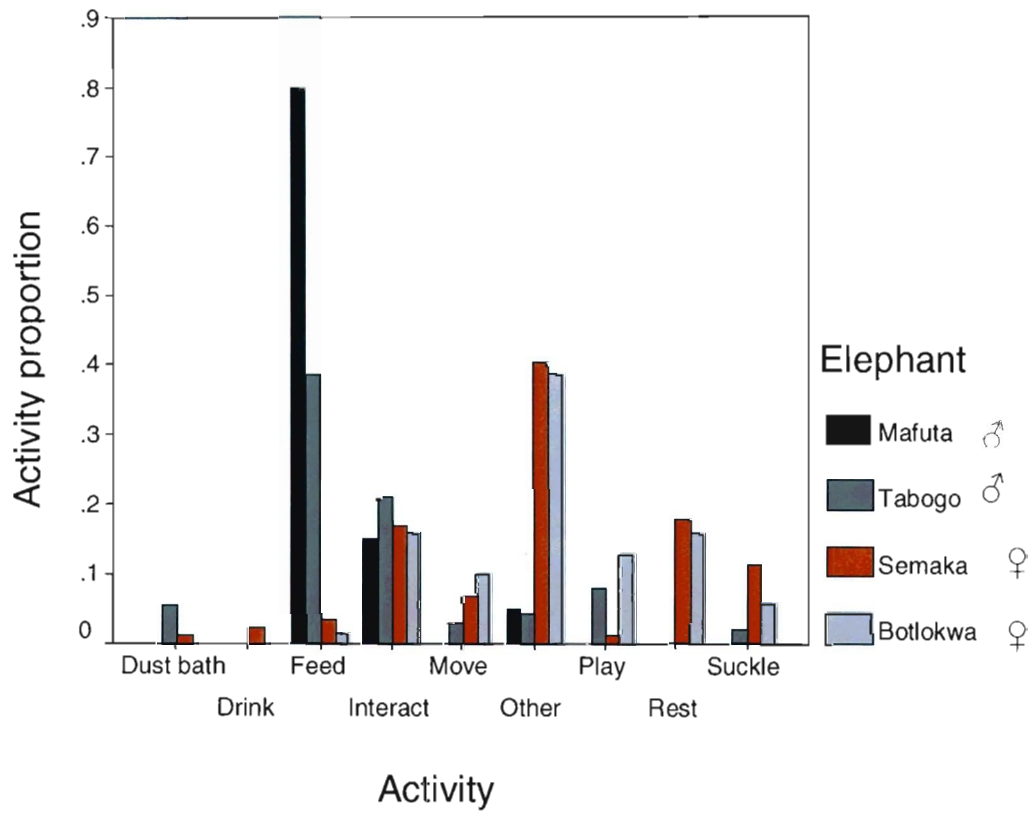 Activity proportion
.9
.8
.7
.6
.5
.4
.3
.2
.1
0
Dust bath
Feed
Move
Play
Suckle
Drink
Interact
Other
Rest
Activity
Elephant
Mafuta ♂
Tabogo ♂
Semaka ♀
Botlokwa ♀